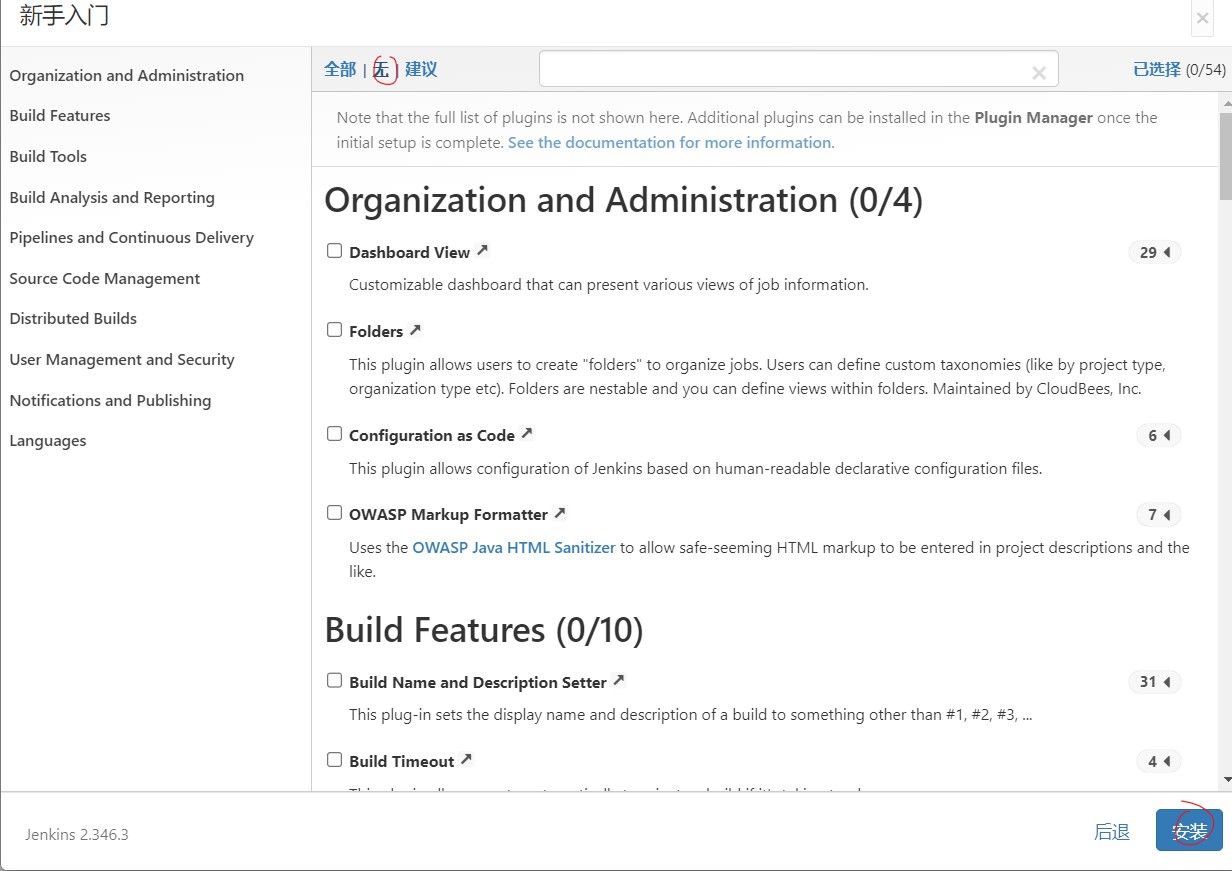 新手入门
Organization and Administration
Build Features
Build Tools
Build Analysis and Reporting
Pipelines and Continuous Delivery
Source Code Management
Distributed Builds
User Management and Security
Notifications and Publishing
Languages
全部 | 无 | 建议
已选择 (0/54)
Note that the full list of plugins is not shown here. Additional plugins can be installed in the Plugin Manager once the
initial setup is complete. See the documentation for more information.
Organization and Administration (0/4)
Dashboard View
29
Customizable dashboard that can present various views of job information.
Folders
This plugin allows users to create "folders" to organize jobs. Users can define custom taxonomies (like by project type,
organization type etc). Folders are nestable and you can define views within folders. Maintained by CloudBees, Inc.
Configuration as Code
6
This plugin allows configuration of Jenkins based on human-readable declarative configuration files.
OWASP Markup Formatter
7
Uses the OWASP Java HTML Sanitizer to allow safe-seeming HTML markup to be entered in project descriptions and the
like.
Build Features (0/10)
Build Name and Description Setter
31
This plug-in sets the display name and description of a build to something other than #1, #2, #3, ...
Build Timeout
4
Jenkins 2.346.3
后退
安装